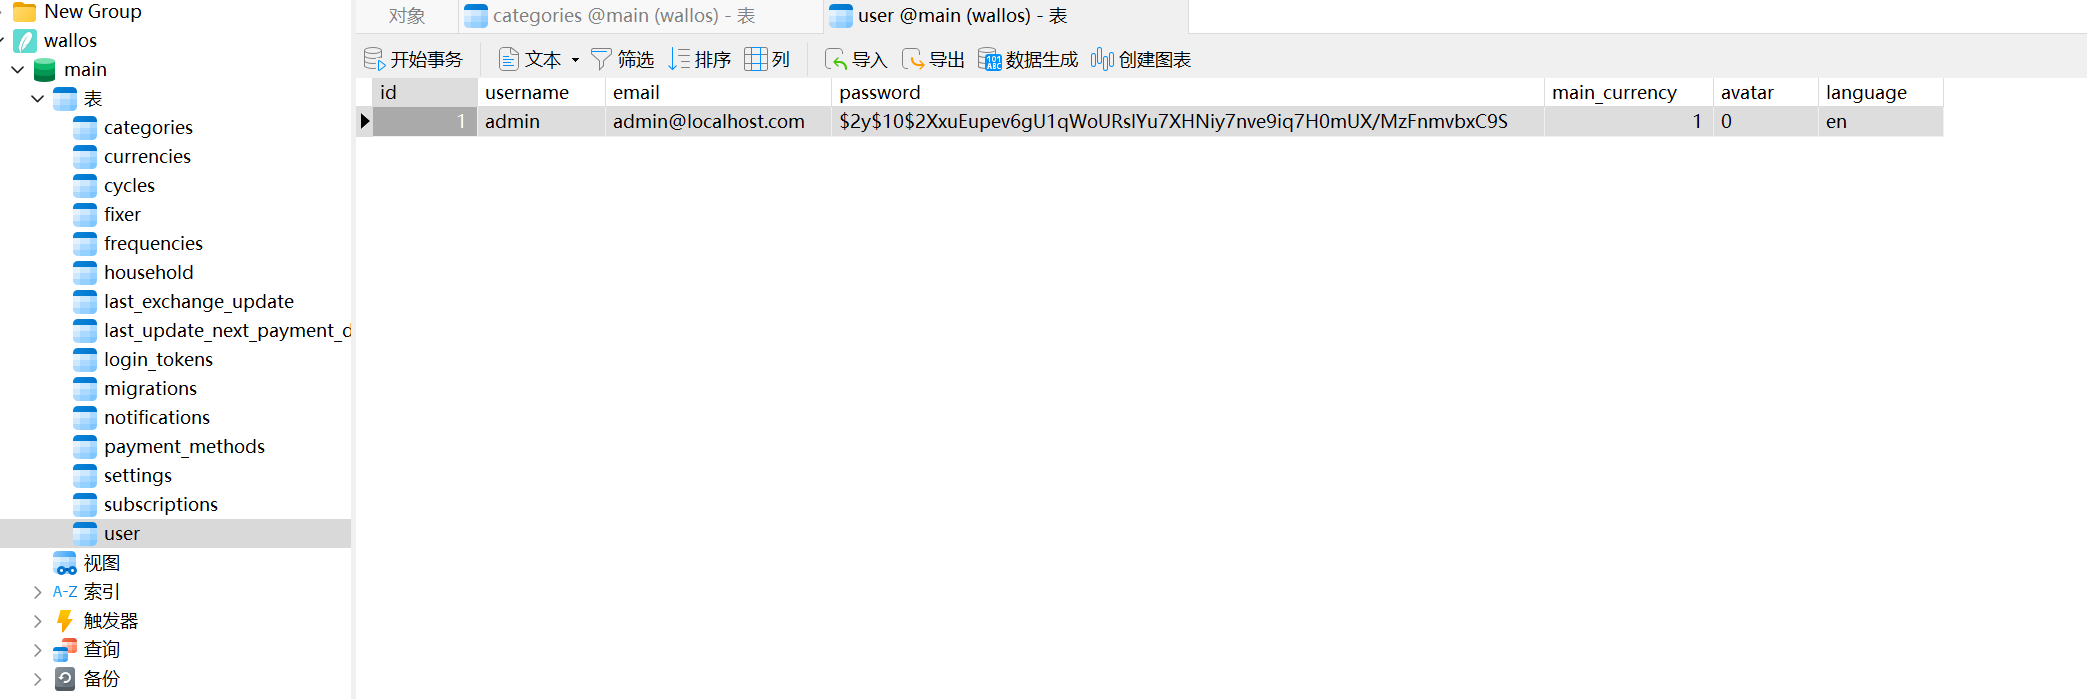 New Group
wallos
main
表
categories
currencies
cycles
fixer
frequencies
household
last_exchange_update
last_update_next_payment_d
login_tokens
migrations
notifications
payment_methods
settings
subscriptions
user
视图
A-Z 索引
触发器
查询
备份
对象 categories @main (wallos) - 表 user @main (wallos) - 表
开始事务 文本 筛选 排序 列 导入 导出 数据生成 创建图表
id username email password main_currency avatar language
1 admin admin@localhost.com $2y$10$2XxuEupev6gU1qWoURslYu7XHNiy7nve9iq7H0mUX/MzFnmvbxC9S 1 0 en